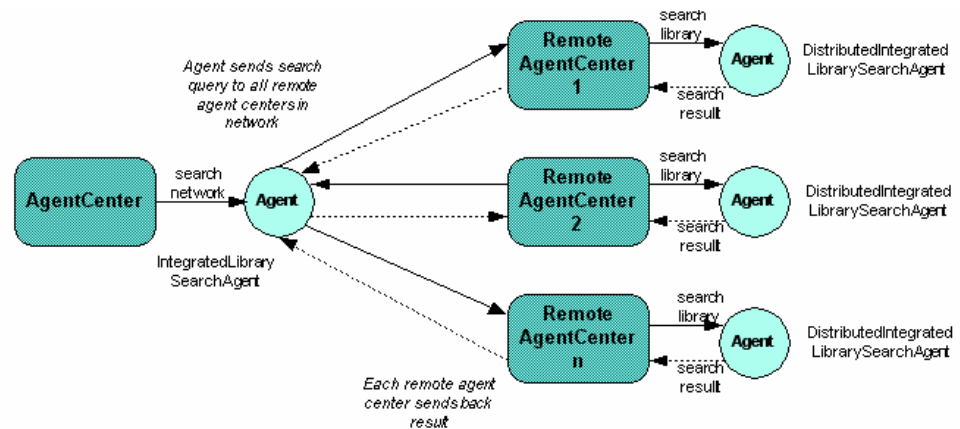 Agent sends search
query to all remote
agent centers in
network
AgentCenter
search
network
Agent
IntegratedLibrary
SearchAgent
Remote
AgentCenter
1
search
library
Agent
search
result
DistributedIntegrated
LibrarySearchAgent
Remote
AgentCenter
2
search
library
Agent
search
result
DistributedIntegrated
LibrarySearchAgent
Remote
AgentCenter
n
search
library
Agent
search
result
DistributedIntegrated
LibrarySearchAgent
Each remote agent
center sends back
result